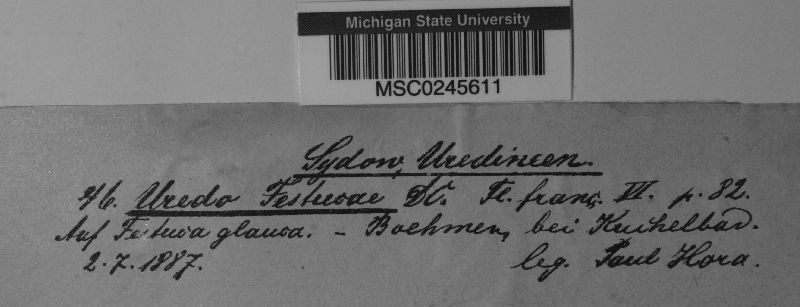 Michigan State University
MSC0245611
Sydow, Uredineen.
46. Uredo Festucae DC. Fl. franç. VI. p. 82.
Auf Festuca glauca. – Boehmen, bei Kuchelbad.
2.7.1887. leg. Paul Hora.